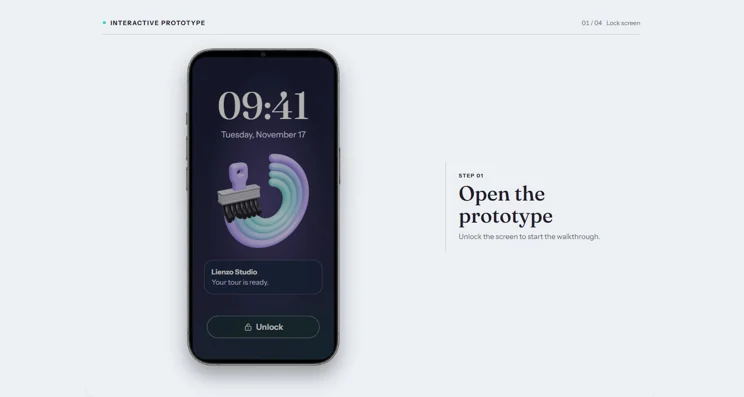 INTERACTIVE PROTOTYPE
01 / 04 Lock screen
09:41
Tuesday, November 17
Lienzo Studio
Your tour is ready.
Unlock
STEP 01
Open the
prototype
Unlock the screen to start the walkthrough.